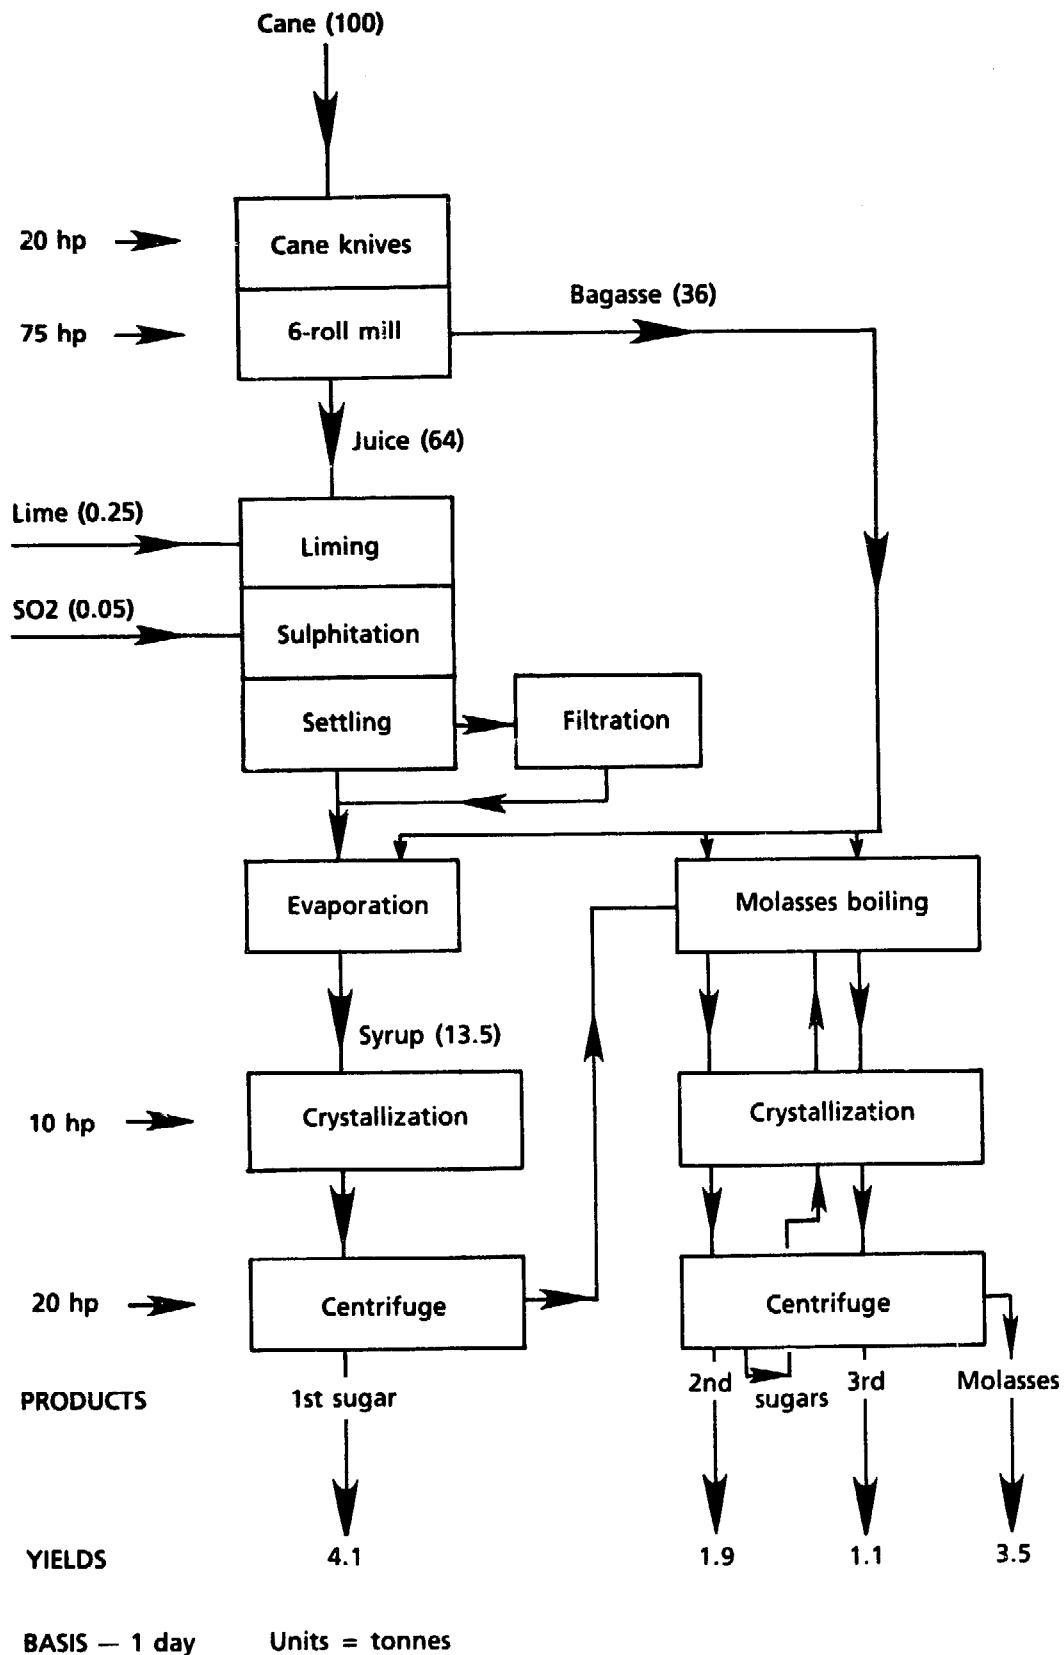 Cane (100)
20 hp
Cane knives
Bagasse (36)
75 hp
6-roll mill
Juice (64)
Lime (0.25)
Liming
SO2 (0.05)
Sulphitation
Settling
Filtration
Evaporation
Molasses boiling
Syrup (13.5)
10 hp
Crystallization
Crystallization
20 hp
Centrifuge
Centrifuge
PRODUCTS
1st sugar
2nd
sugars
3rd
Molasses
YIELDS
4.1
1.9
1.1
3.5
BASIS — 1 day
Units = tonnes